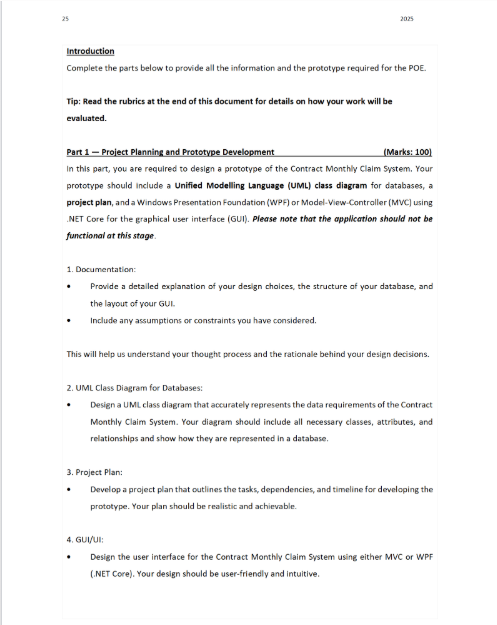 25 2025
Introduction
Complete the parts below to provide all the information and the prototype required for the POE.
Tip: Read the rubrics at the end of this document for details on how your work will be
evaluated.
Part 1 — Project Planning and Prototype Development (Marks: 100)
In this part, you are required to design a prototype of the Contract Monthly Claim System. Your
prototype should include a Unified Modelling Language (UML) class diagram for databases, a
project plan, and a Windows Presentation Foundation (WPF) or Model-View-Controller (MVC) using
.NET Core for the graphical user interface (GUI). Please note that the application should not be
functional at this stage.
1. Documentation:
• Provide a detailed explanation of your design choices, the structure of your database, and
the layout of your GUI.
• Include any assumptions or constraints you have considered.
This will help us understand your thought process and the rationale behind your design decisions.
2. UML Class Diagram for Databases:
• Design a UML class diagram that accurately represents the data requirements of the Contract
Monthly Claim System. Your diagram should include all necessary classes, attributes, and
relationships and show how they are represented in a database.
3. Project Plan:
• Develop a project plan that outlines the tasks, dependencies, and timeline for developing the
prototype. Your plan should be realistic and achievable.
4. GUI/UI:
• Design the user interface for the Contract Monthly Claim System using either MVC or WPF
(.NET Core). Your design should be user-friendly and intuitive.